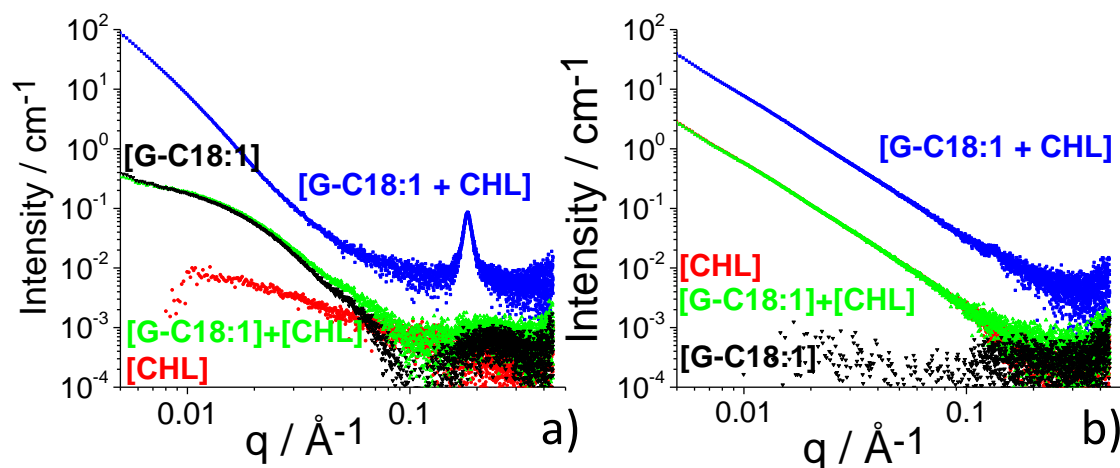 Intensity / cm⁻¹
10²
10¹
10⁰
10⁻¹
10⁻²
10⁻³
10⁻⁴
[G-C18:1]
[G-C18:1 + CHL]
[G-C18:1]+[CHL]
[CHL]
0.01 0.1
q / Å⁻¹
a)
Intensity / cm⁻¹
10²
10¹
10⁰
10⁻¹
10⁻²
10⁻³
10⁻⁴
[G-C18:1 + CHL]
[CHL]
[G-C18:1]+[CHL]
[G-C18:1]
0.01 0.1
q / Å⁻¹
b)